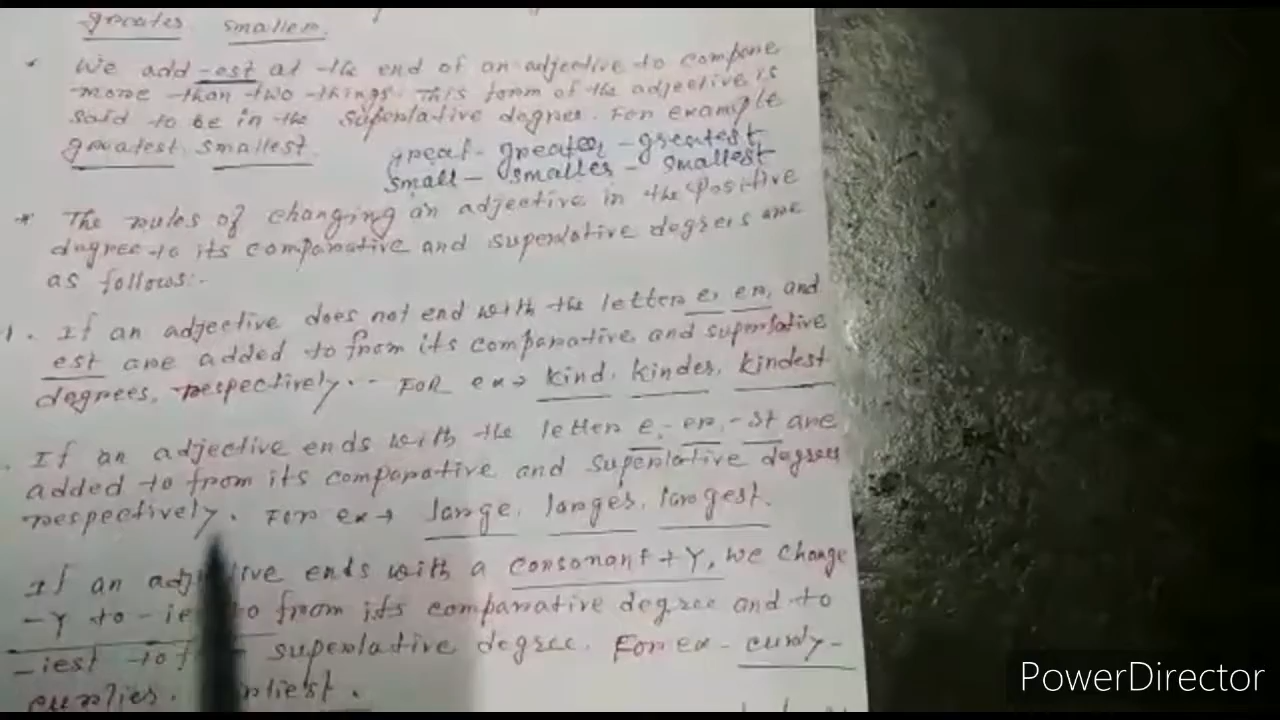 greates smaller.
* We add -est at the end of an adjective to compare
more than two things. This form of the adjective is
said to be in the superlative degree. For example
greatest, smallest.
great - greater - greatest
small - smaller - smallest
* The rules of changing an adjective in the positive
degree to its comparative and superlative degrees are
as follows:-
1. If an adjective does not end with the letter e, er, and
est are added to from its comparative and superlative
degrees, respectively. - FOR ex → kind, kinder, kindest
If an adjective ends with the letter e, -er, -st are
added to from its comparative and superlative degrees
respectively. For ex → large, larger, largest.
If an adjective ends with a consonant + Y, we change
-Y to -ie to from its comparative degree and to
-iest to superlative degree. For ex - curly -
curlier.
PowerDirector